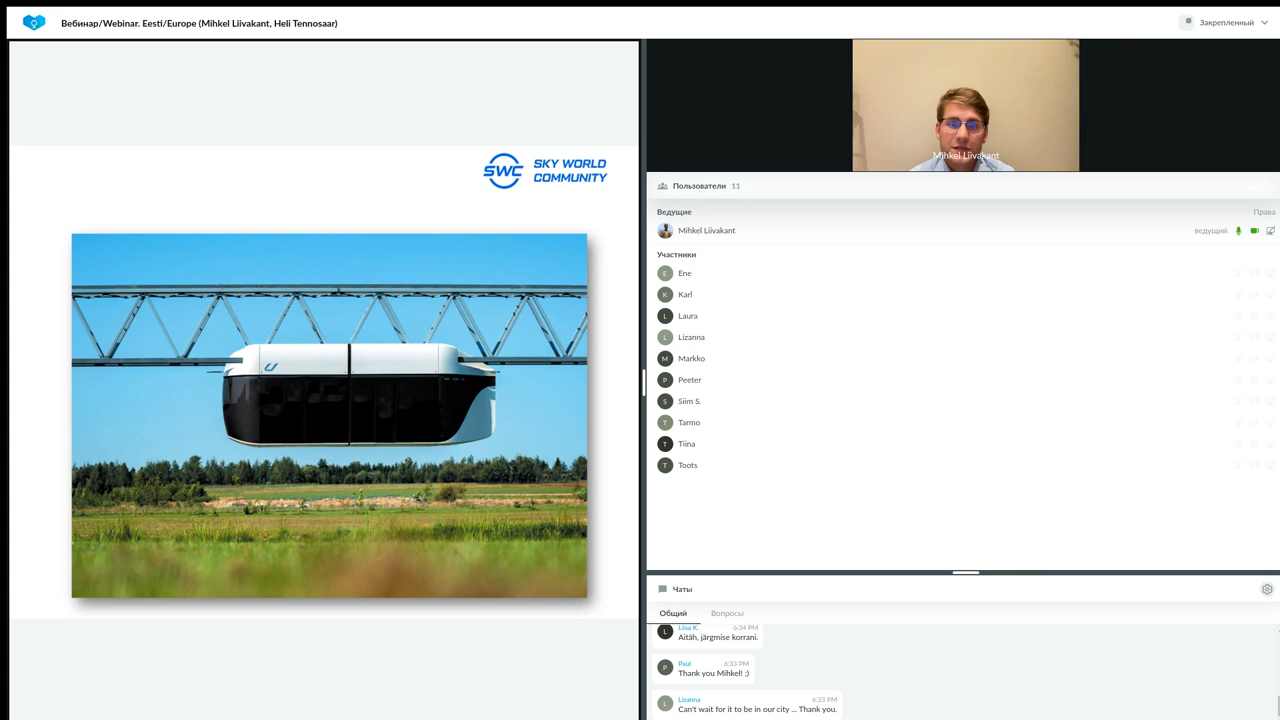 Вебинар/Webinar. Eesti/Europe (Mihkel Liivakant, Heli Tennosaar)
Закрепленный
SWC SKY WORLD
COMMUNITY
Mihkel Liivakant
Пользователи 11
Ведущие Права
Mihkel Liivakant ведущий
Участники
E Ene
K Karl
L Laura
L Lizanna
M Markko
P Peeter
S Siim S.
T Tarmo
T Tiina
T Toots
Чаты
Общий Вопросы
L Liisa K. 6:34 PM
Aitäh, järgmise korrani.
P Paul 6:33 PM
Thank you Mihkel! ;)
L Lizanna 6:33 PM
Can't wait for it to be in our city ... Thank you.